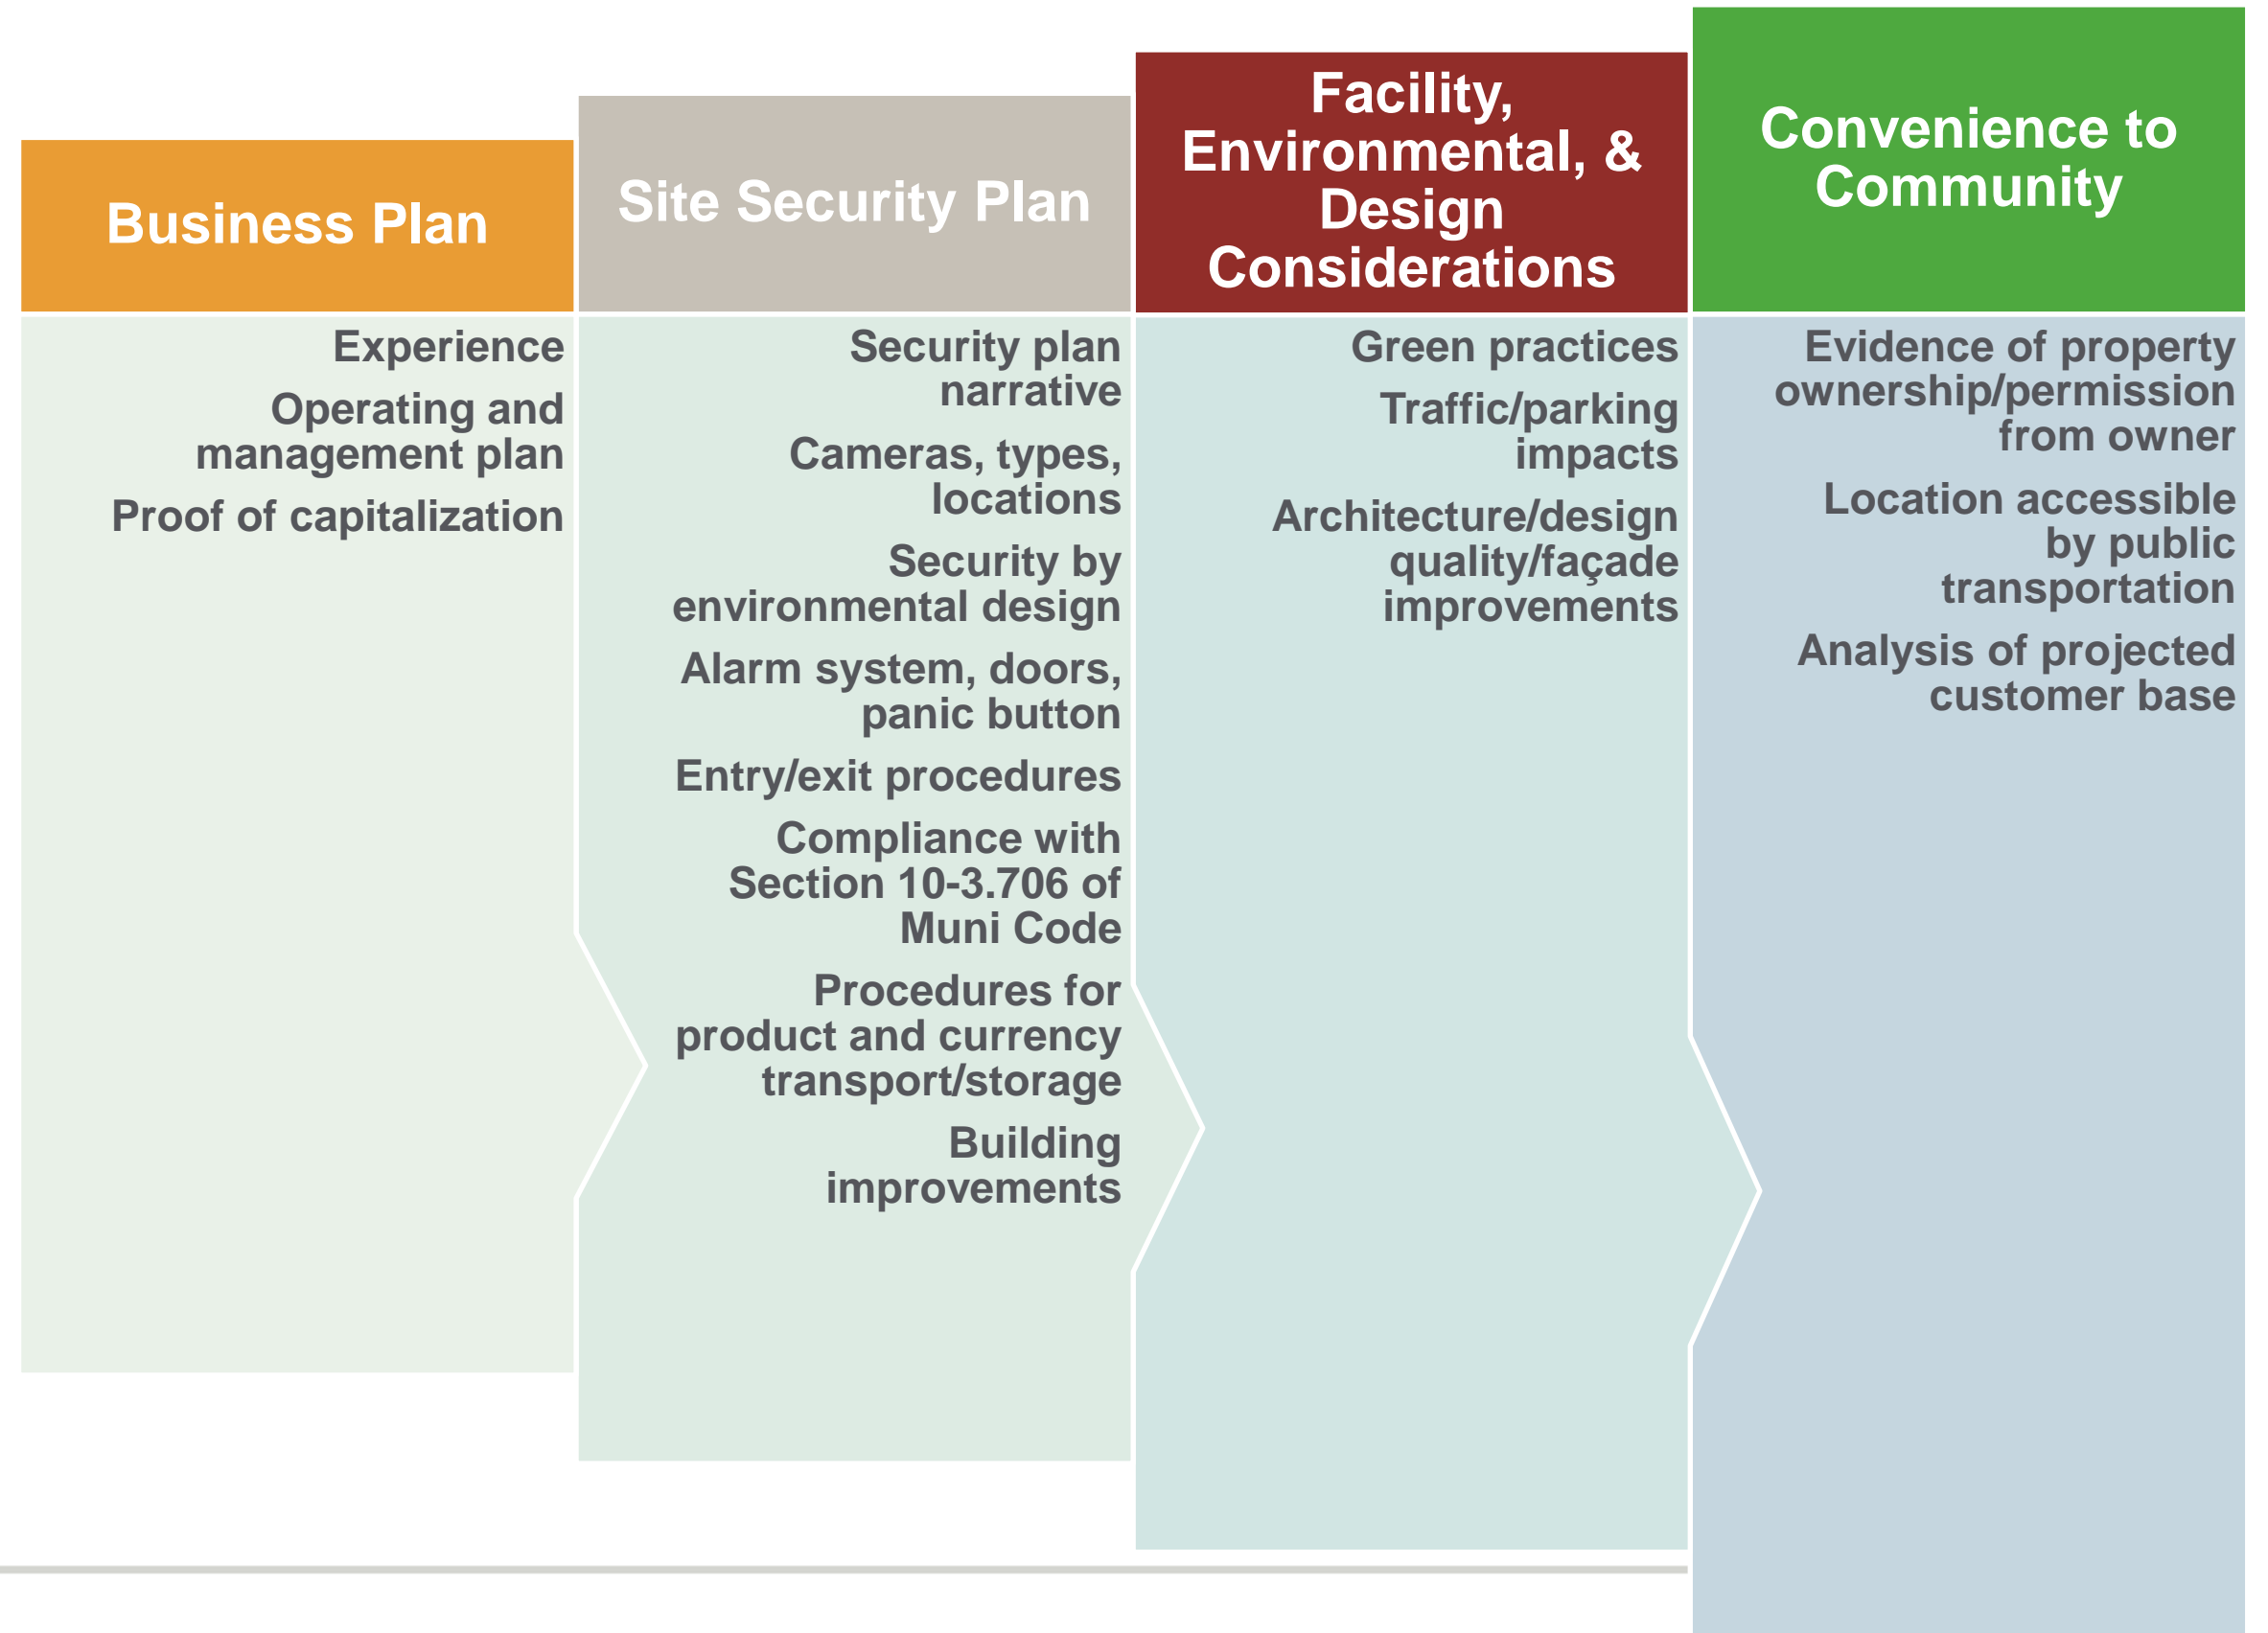 Business Plan
Experience
Operating and
management plan
Proof of capitalization
Site Security Plan
Security plan
narrative
Cameras, types,
locations
Security by
environmental design
Alarm system, doors,
panic button
Entry/exit procedures
Compliance with
Section 10-3.706 of
Muni Code
Procedures for
product and currency
transport/storage
Building
improvements
Facility,
Environmental, &
Design
Considerations
Green practices
Traffic/parking
impacts
Architecture/design
quality/façade
improvements
Convenience to
Community
Evidence of property
ownership/permission
from owner
Location accessible
by public
transportation
Analysis of projected
customer base